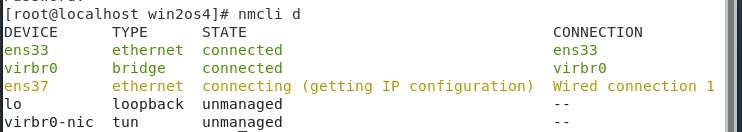 [root@localhost win2os4]# nmcli d
DEVICE TYPE STATE CONNECTION
ens33 ethernet connected ens33
virbr0 bridge connected virbr0
ens37 ethernet connecting (getting IP configuration) Wired connection 1
lo loopback unmanaged --
virbr0-nic tun unmanaged --